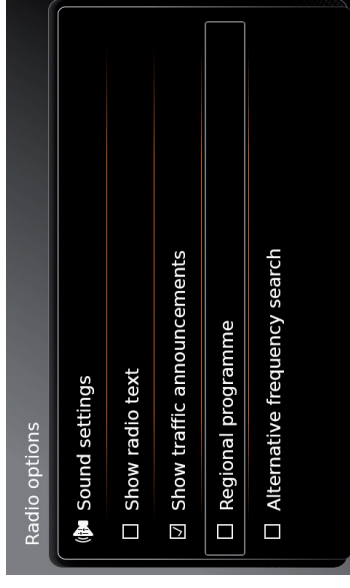 Radio options
Sound settings
Show radio text
Show traffic announcements
Regional programme
Alternative frequency search